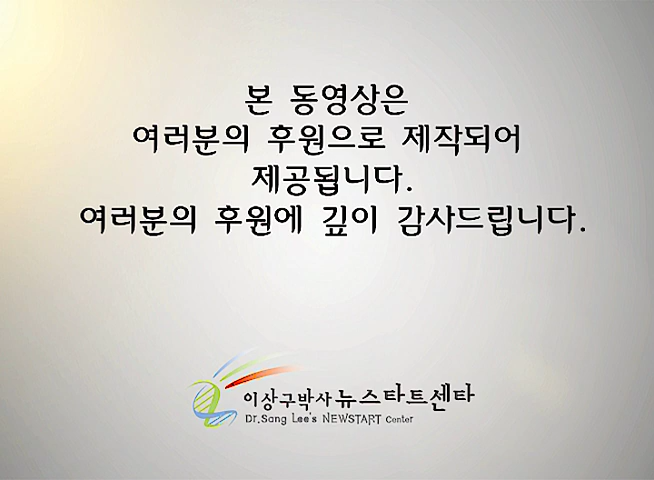 본 동영상은
여러분의 후원으로 제작되어
제공됩니다.
여러분의 후원에 깊이 감사드립니다.
이상구박사 뉴스타트센타
Dr.Sang Lee's NEWSTART Center